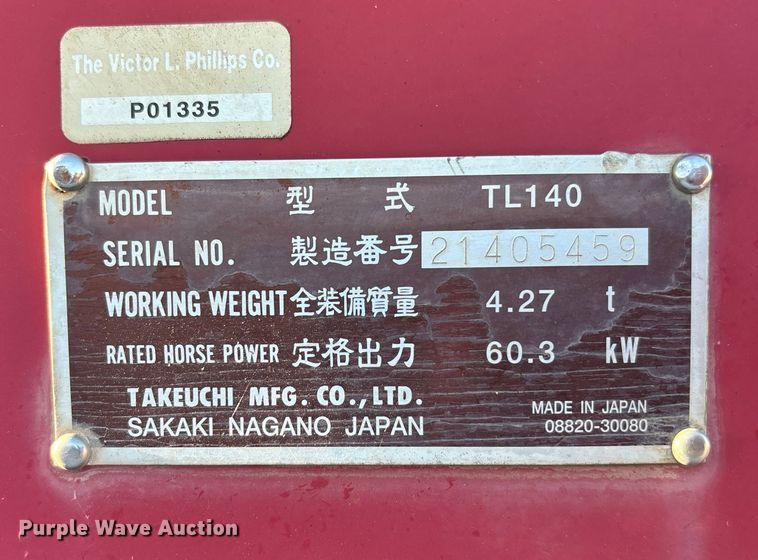 The Victor L. Phillips Co.
P01335
MODEL 型式 TL140
SERIAL NO. 製造番号 21405459
WORKING WEIGHT 全装備質量 4.27 t
RATED HORSE POWER 定格出力 60.3 kW
TAKEUCHI MFG. CO., LTD.
SAKAKI NAGANO JAPAN
MADE IN JAPAN
08820-30080
Purple Wave Auction